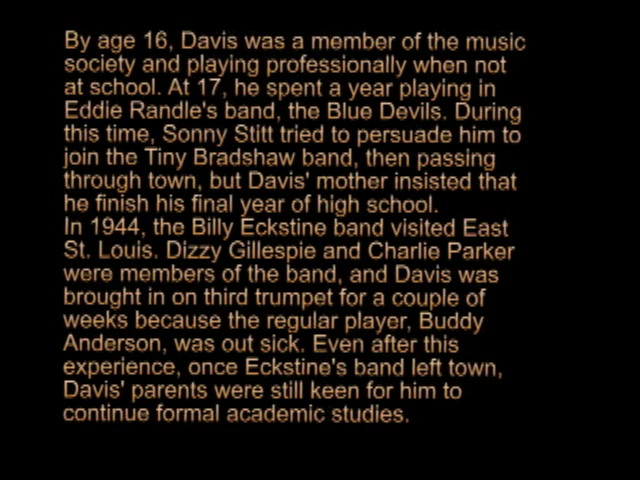 By age 16, Davis was a member of the music
society and playing professionally when not
at school. At 17, he spent a year playing in
Eddie Randle's band, the Blue Devils. During
this time, Sonny Stitt tried to persuade him to
join the Tiny Bradshaw band, then passing
through town, but Davis' mother insisted that
he finish his final year of high school.
In 1944, the Billy Eckstine band visited East
St. Louis. Dizzy Gillespie and Charlie Parker
were members of the band, and Davis was
brought in on third trumpet for a couple of
weeks because the regular player, Buddy
Anderson, was out sick. Even after this
experience, once Eckstine's band left town,
Davis' parents were still keen for him to
continue formal academic studies.